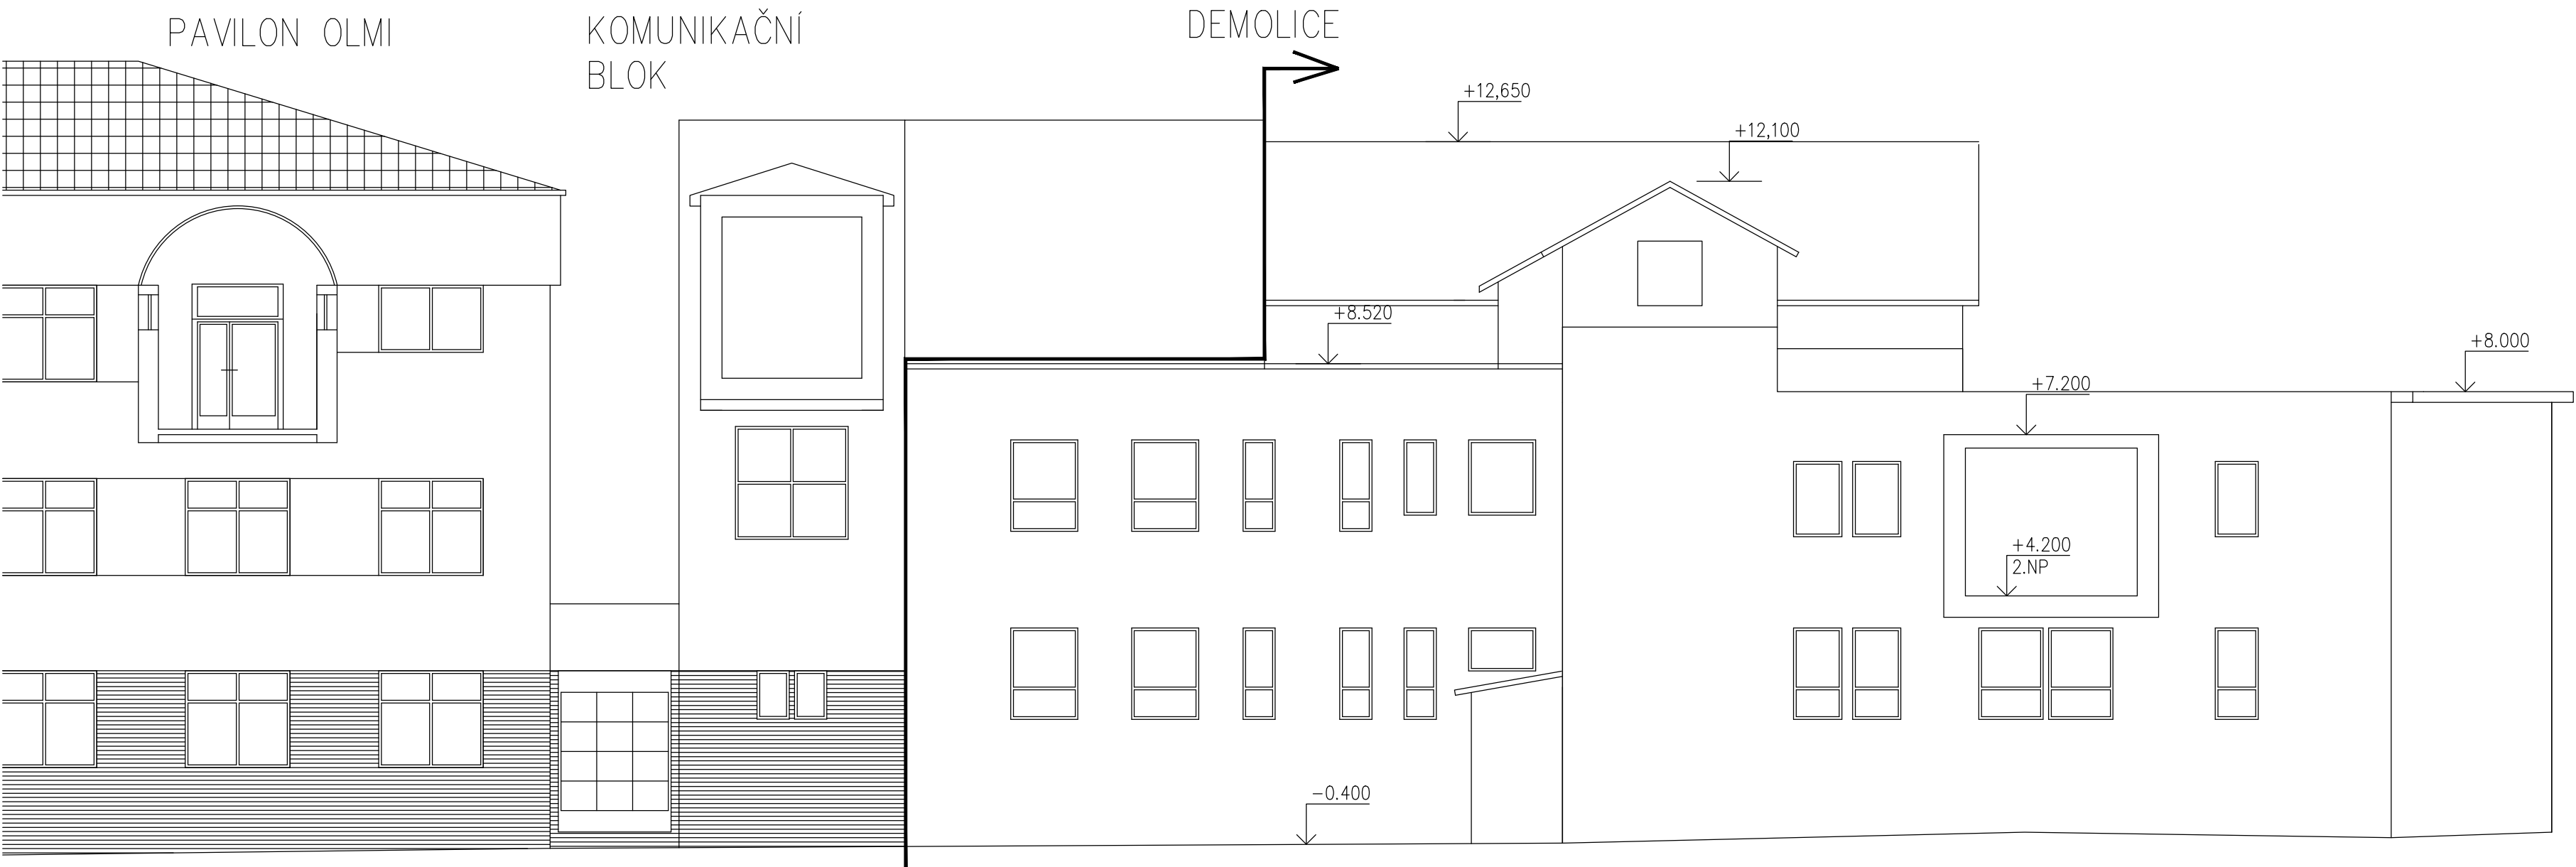 PAVILON OLMI
KOMUNIKAČNÍ
BLOK
DEMOLICE
+12,650
+12,100
+8.520
+8.000
+7.200
+4.200
2.NP
-0.400